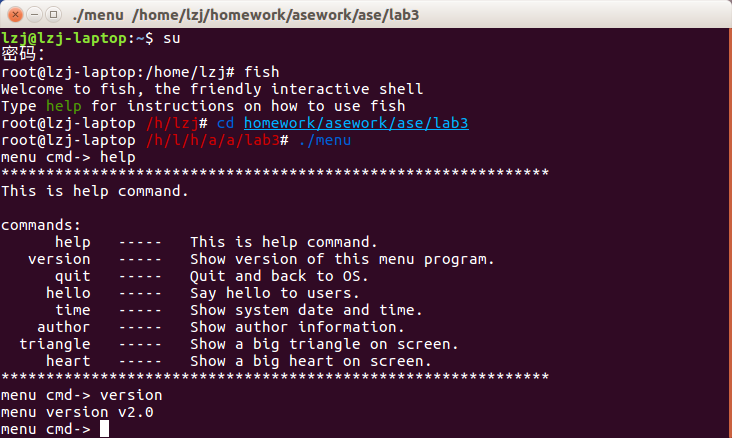 ./menu  /home/lzj/homework/asework/ase/lab3
lzj@lzj-laptop:~$ su
密码：
root@lzj-laptop:/home/lzj# fish
Welcome to fish, the friendly interactive shell
Type help for instructions on how to use fish
root@lzj-laptop /h/lzj# cd homework/asework/ase/lab3
root@lzj-laptop /h/l/h/a/a/lab3# ./menu
menu cmd-> help
*************************************************************
This is help command.

commands:
      help   -----   This is help command.
   version   -----   Show version of this menu program.
      quit   -----   Quit and back to OS.
     hello   -----   Say hello to users.
      time   -----   Show system date and time.
    author   -----   Show author information.
  triangle   -----   Show a big triangle on screen.
     heart   -----   Show a big heart on screen.
*************************************************************
menu cmd-> version
menu version v2.0
menu cmd->